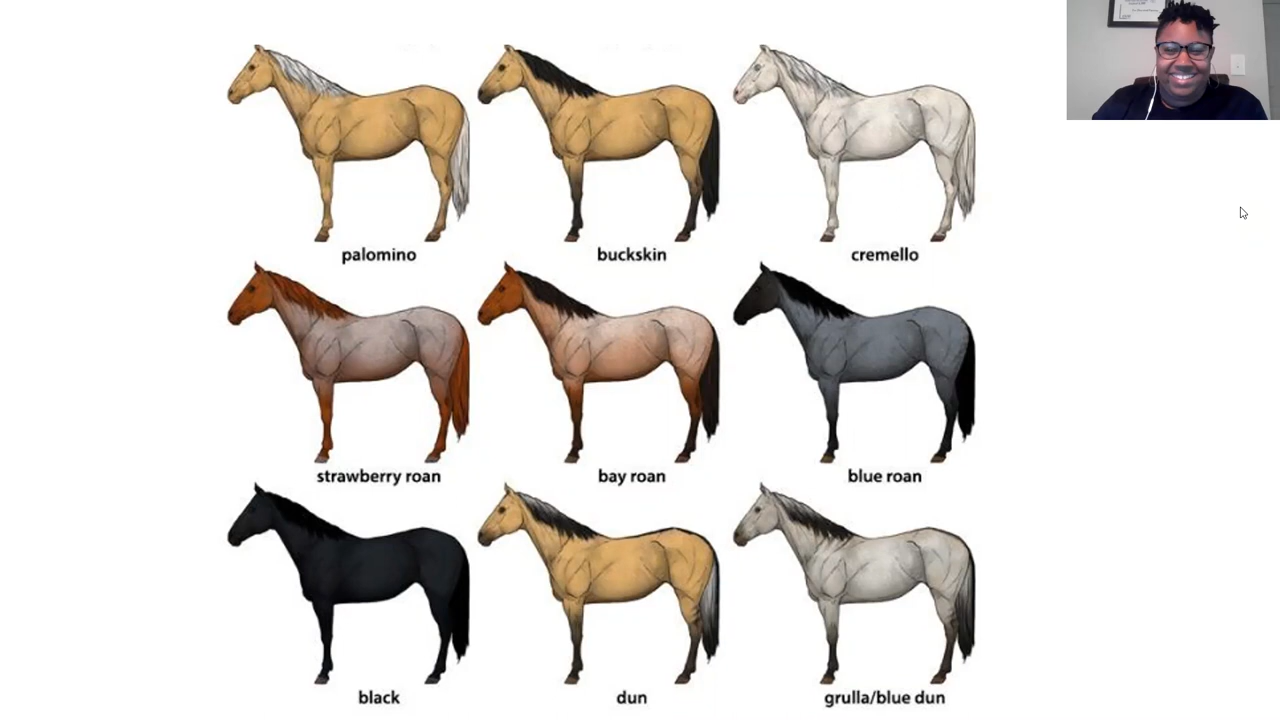 palomino
buckskin
cremello
strawberry roan
bay roan
blue roan
black
dun
grulla/blue dun